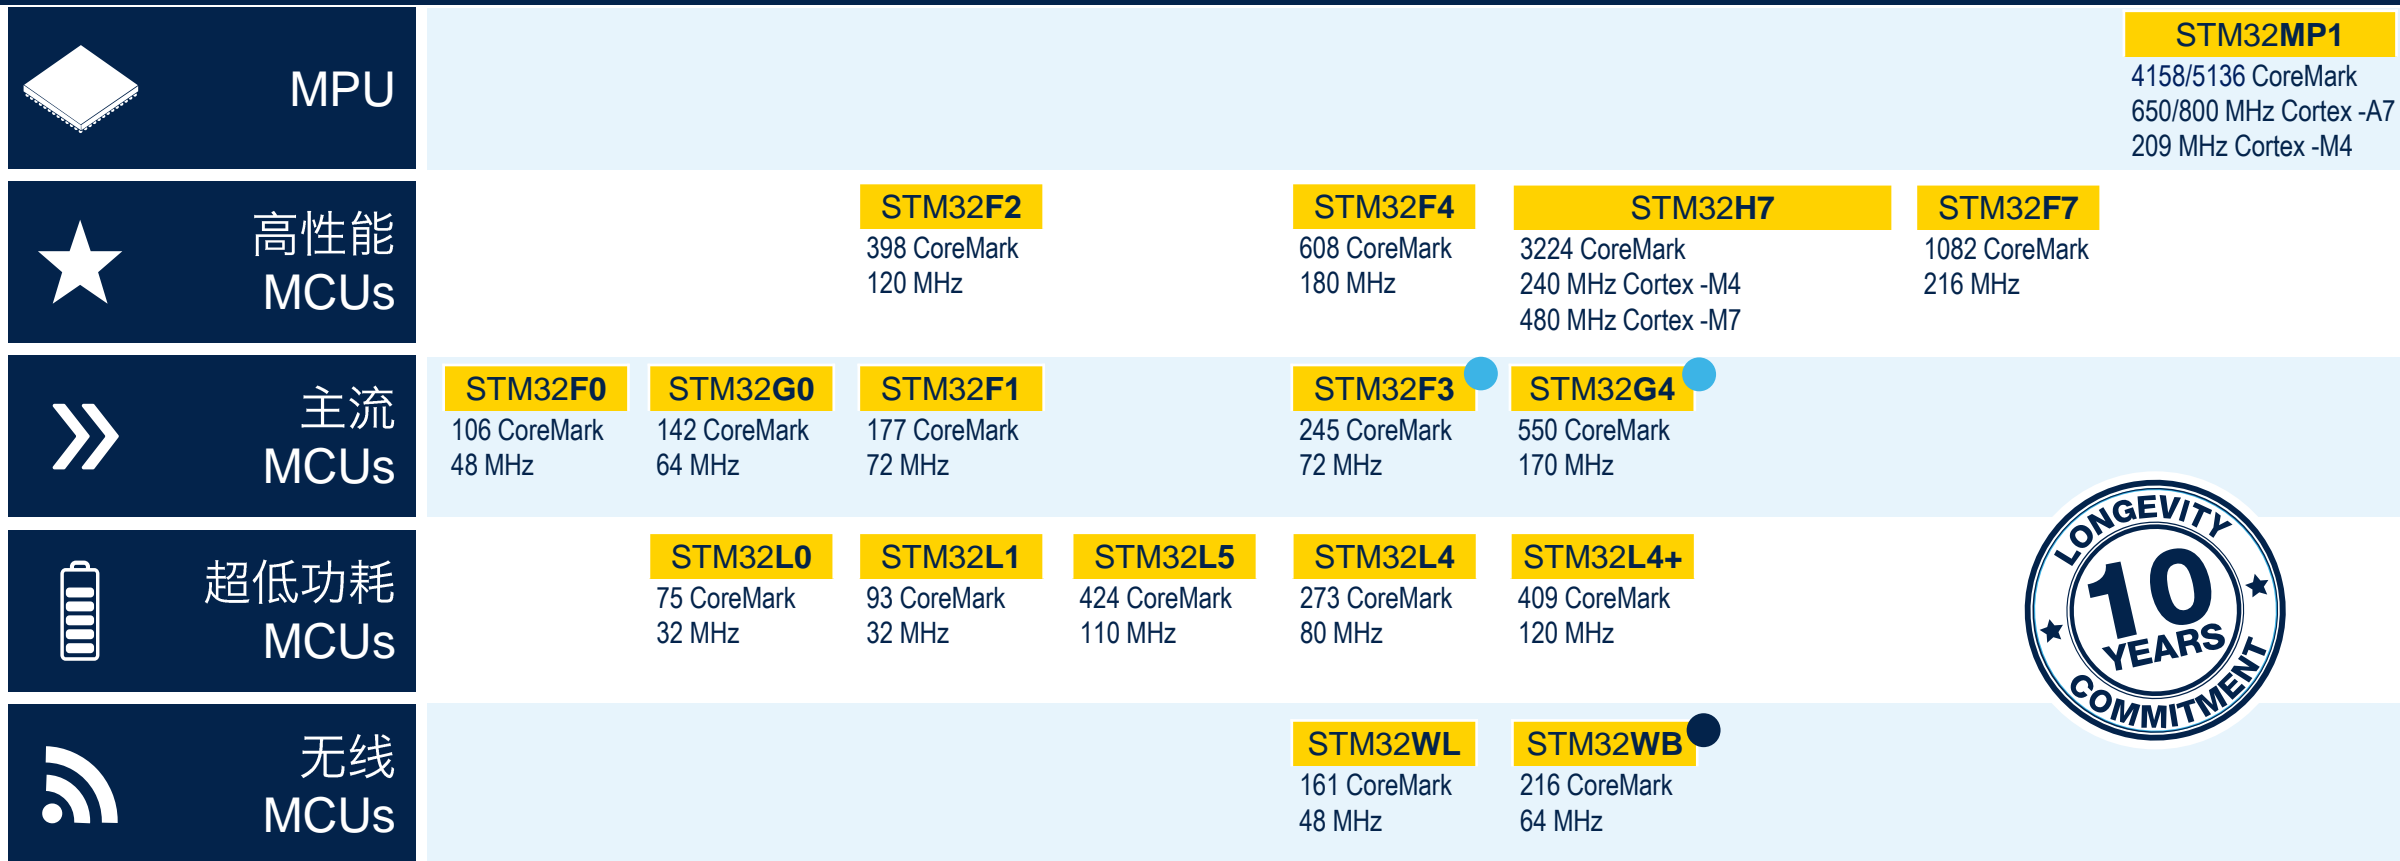 MPU
STM32MP1
4158/5136 CoreMark
650/800 MHz Cortex -A7
209 MHz Cortex -M4
高性能
MCUs
STM32F2
398 CoreMark
120 MHz
STM32F4
608 CoreMark
180 MHz
STM32H7
3224 CoreMark
240 MHz Cortex -M4
480 MHz Cortex -M7
STM32F7
1082 CoreMark
216 MHz
主流
MCUs
STM32F0
106 CoreMark
48 MHz
STM32G0
142 CoreMark
64 MHz
STM32F1
177 CoreMark
72 MHz
STM32F3
245 CoreMark
72 MHz
STM32G4
550 CoreMark
170 MHz
超低功耗
MCUs
STM32L0
75 CoreMark
32 MHz
STM32L1
93 CoreMark
32 MHz
STM32L5
424 CoreMark
110 MHz
STM32L4
273 CoreMark
80 MHz
STM32L4+
409 CoreMark
120 MHz
LONGEVITY
10
YEARS
COMMITMENT
无线
MCUs
STM32WL
161 CoreMark
48 MHz
STM32WB
216 CoreMark
64 MHz